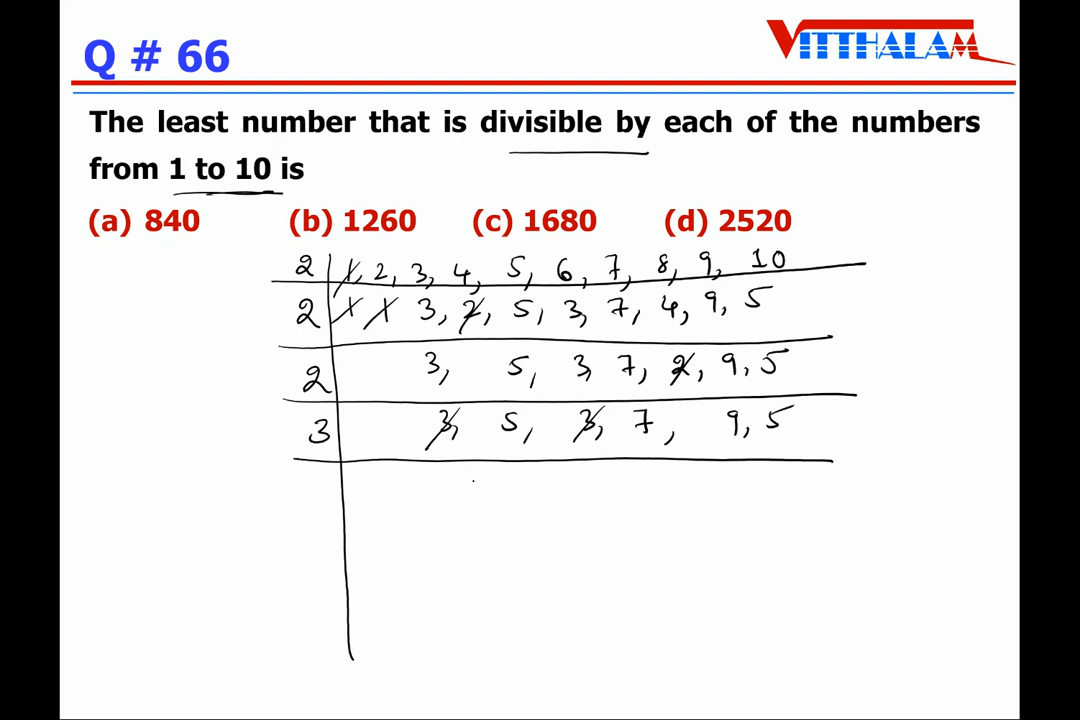 Q # 66
VITTHALAM
The least number that is divisible by each of the numbers
from 1 to 10 is
(a) 840 (b) 1260 (c) 1680 (d) 2520
2 1, 2, 3, 4, 5, 6, 7, 8, 9, 10
2 1 1 3, 2, 5, 3, 7, 4, 9, 5
2 3, 5, 3, 7, 2, 9, 5
3 3, 5, 3, 7, 9, 5